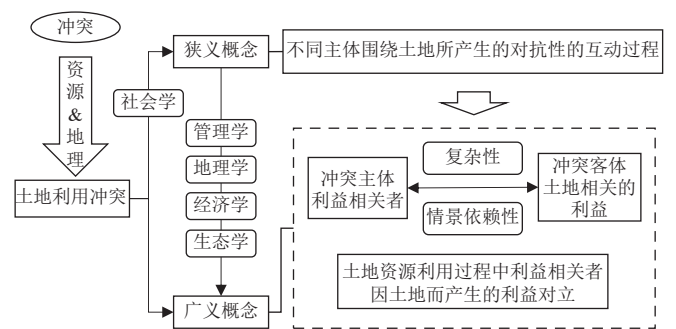 冲突
资
源
&
地
理
土地利用冲突
社会学
狭义概念
管理学
地理学
经济学
生态学
广义概念
不同主体围绕土地所产生的对抗性的互动过程
冲突主体
利益相关者
复杂性
情景依赖性
冲突客体
土地相关的
利益
土地资源利用过程中利益相关者
因土地而产生的利益对立